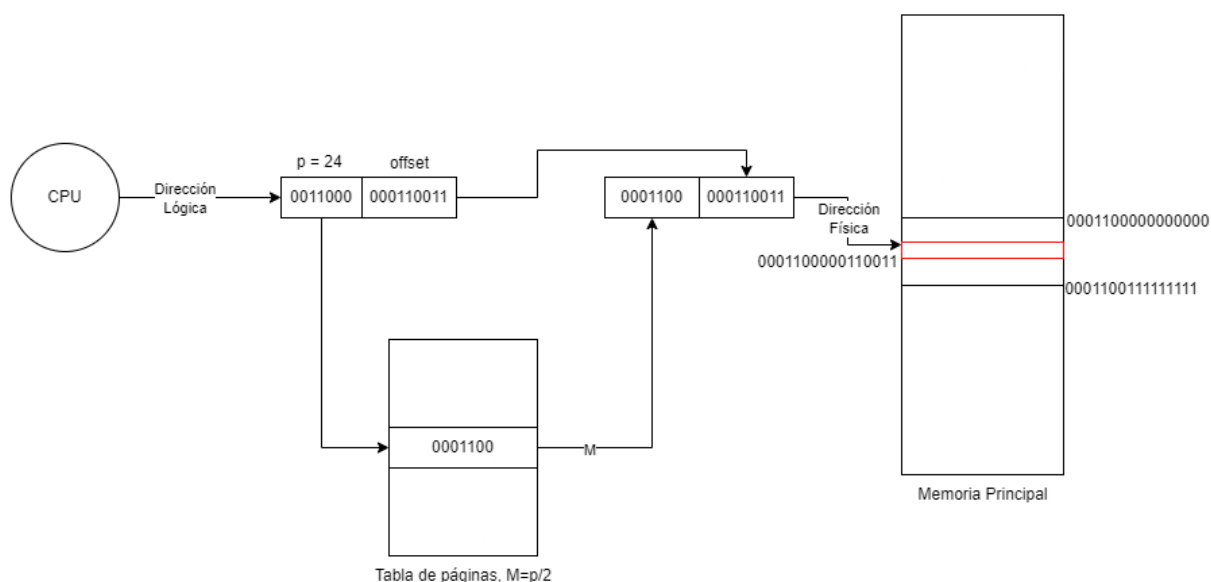 p = 24
offset
CPU
Dirección
Lógica
0011000
000110011
0001100
000110011
Dirección
Física
0001100000000000
0001100000110011
0001100111111111
0001100
M
Memoria Principal
Tabla de páginas, M=p/2